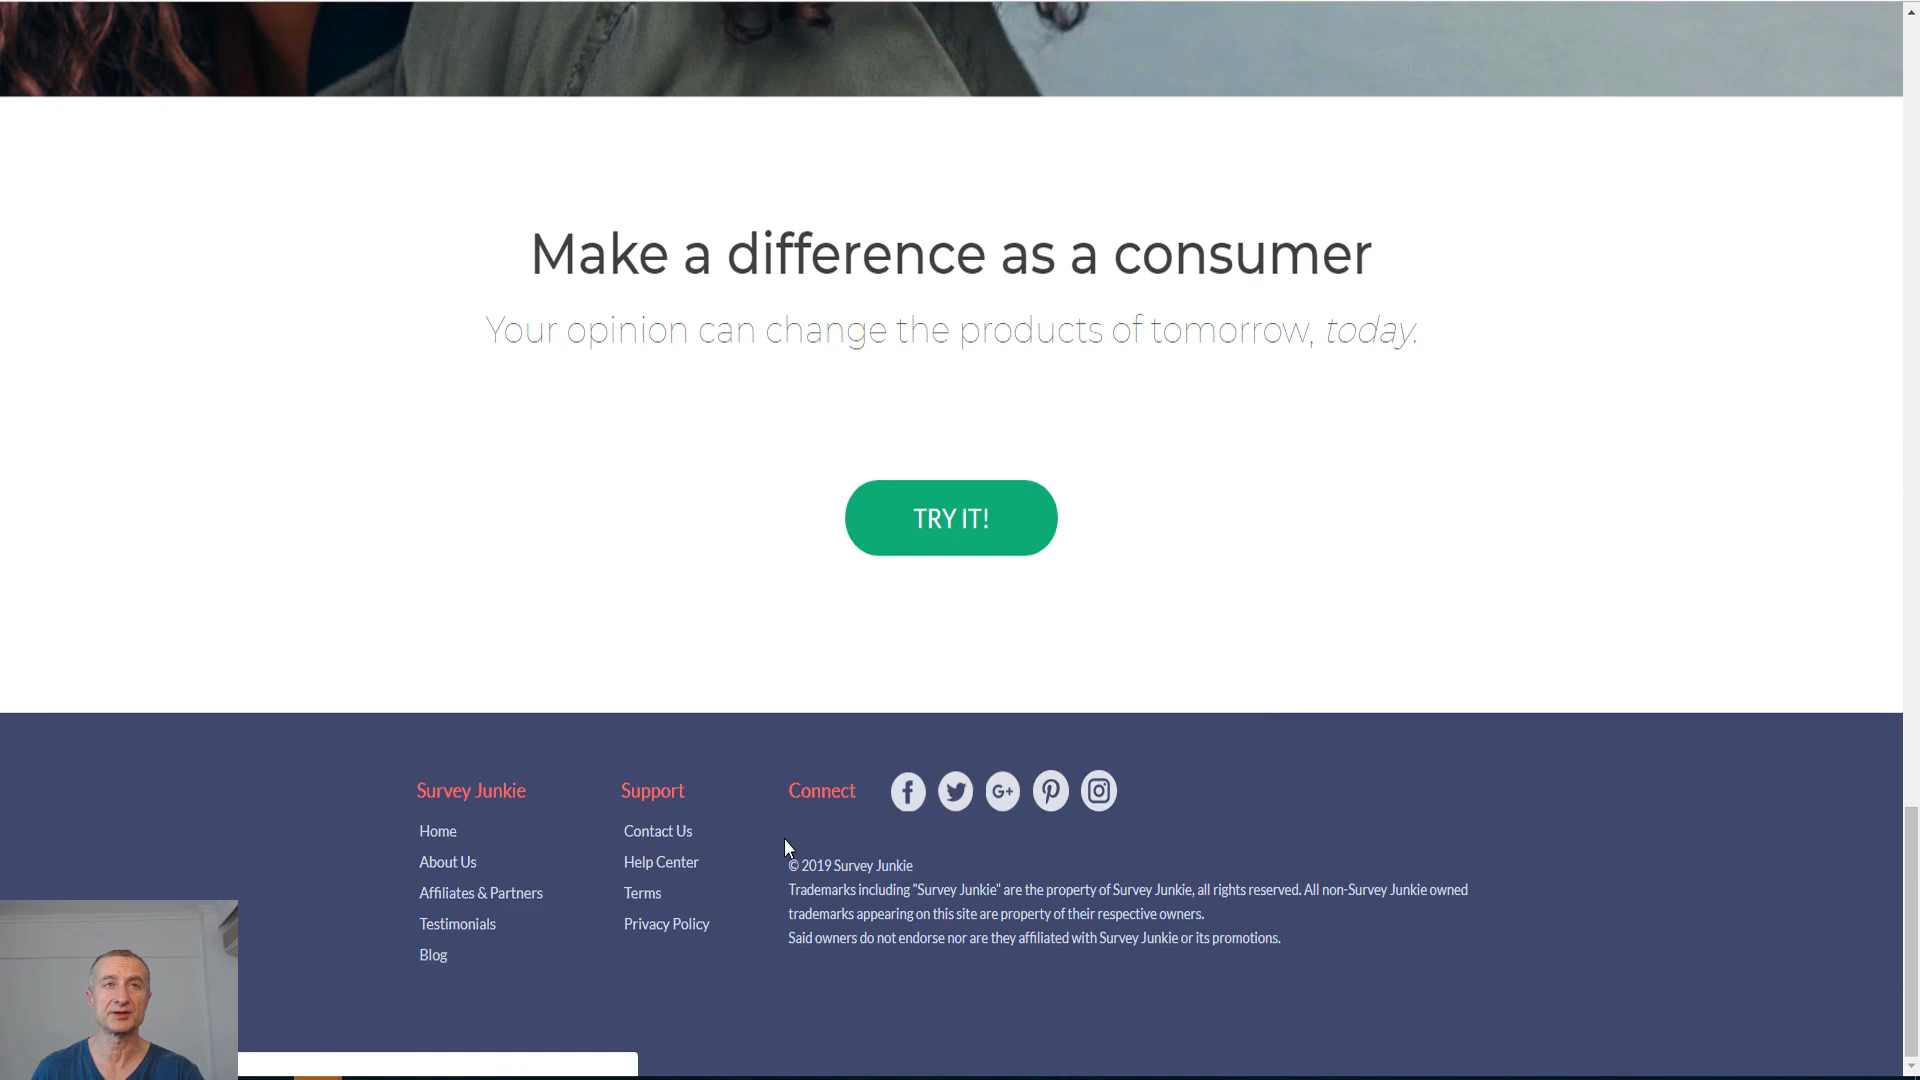 Make a difference as a consumer
Your opinion can change the products of tomorrow, today.
TRY IT!
Survey Junkie
Home
About Us
Affiliates & Partners
Testimonials
Blog
Support
Contact Us
Help Center
Terms
Privacy Policy
Connect
© 2019 Survey Junkie
Trademarks including "Survey Junkie" are the property of Survey Junkie, all rights reserved. All non-Survey Junkie owned
trademarks appearing on this site are property of their respective owners.
Said owners do not endorse nor are they affiliated with Survey Junkie or its promotions.